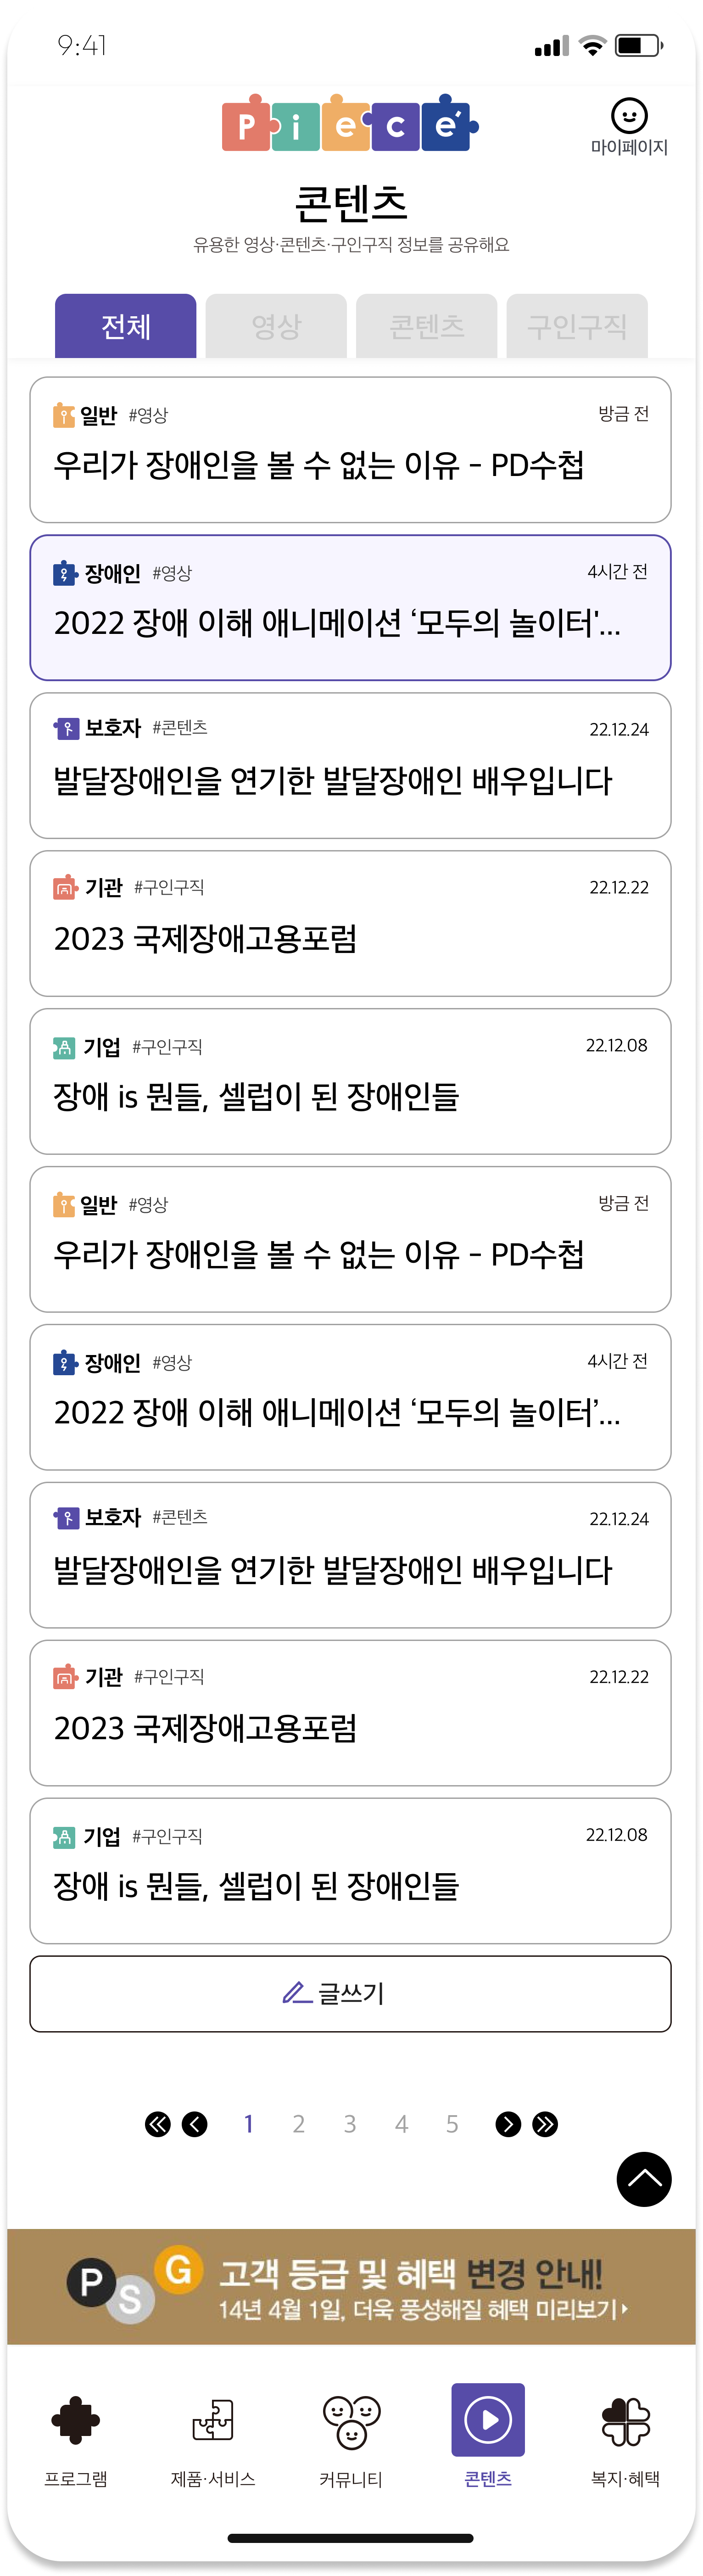 9:41
Piecé
마이페이지
콘텐츠
유용한 영상·콘텐츠·구인구직 정보를 공유해요
전체 영상 콘텐츠 구인구직
일반 #영상 방금 전
우리가 장애인을 볼 수 없는 이유 - PD수첩
장애인 #영상 4시간 전
2022 장애 이해 애니메이션 ‘모두의 놀이터'...
보호자 #콘텐츠 22.12.24
발달장애인을 연기한 발달장애인 배우입니다
기관 #구인구직 22.12.22
2023 국제장애고용포럼
기업 #구인구직 22.12.08
장애 is 뭔들, 셀럽이 된 장애인들
일반 #영상 방금 전
우리가 장애인을 볼 수 없는 이유 - PD수첩
장애인 #영상 4시간 전
2022 장애 이해 애니메이션 ‘모두의 놀이터’...
보호자 #콘텐츠 22.12.24
발달장애인을 연기한 발달장애인 배우입니다
기관 #구인구직 22.12.22
2023 국제장애고용포럼
기업 #구인구직 22.12.08
장애 is 뭔들, 셀럽이 된 장애인들
글쓰기
1 2 3 4 5
P S G 고객 등급 및 혜택 변경 안내!
14년 4월 1일, 더욱 풍성해질 혜택 미리보기
프로그램 제품·서비스 커뮤니티 콘텐츠 복지·혜택